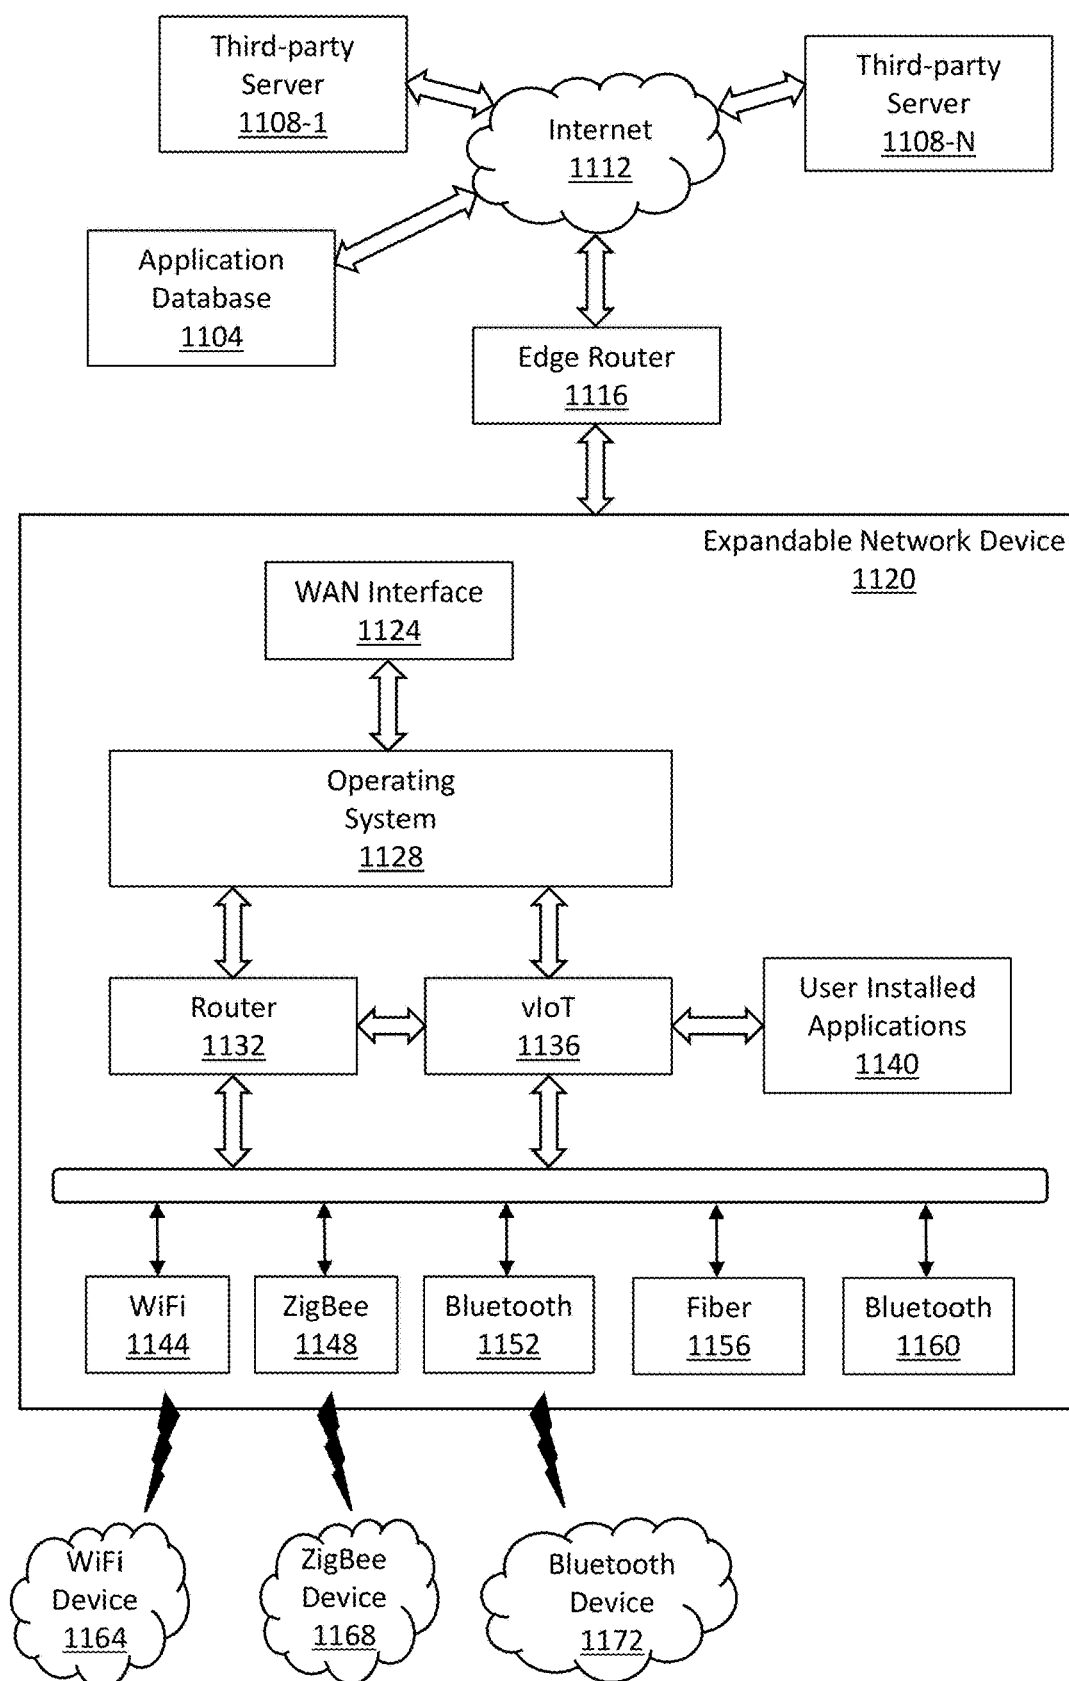 Third-party
Server
1108-1
Third-party
Server
1108-N
Internet
1112
Application
Database
1104
Edge Router
1116
Expandable Network Device
1120
WAN Interface
1124
Operating
System
1128
Router
1132
vIoT
1136
User Installed
Applications
1140
WiFi
1144
ZigBee
1148
Bluetooth
1152
Fiber
1156
Bluetooth
1160
WiFi
Device
1164
ZigBee
Device
1168
Bluetooth
Device
1172